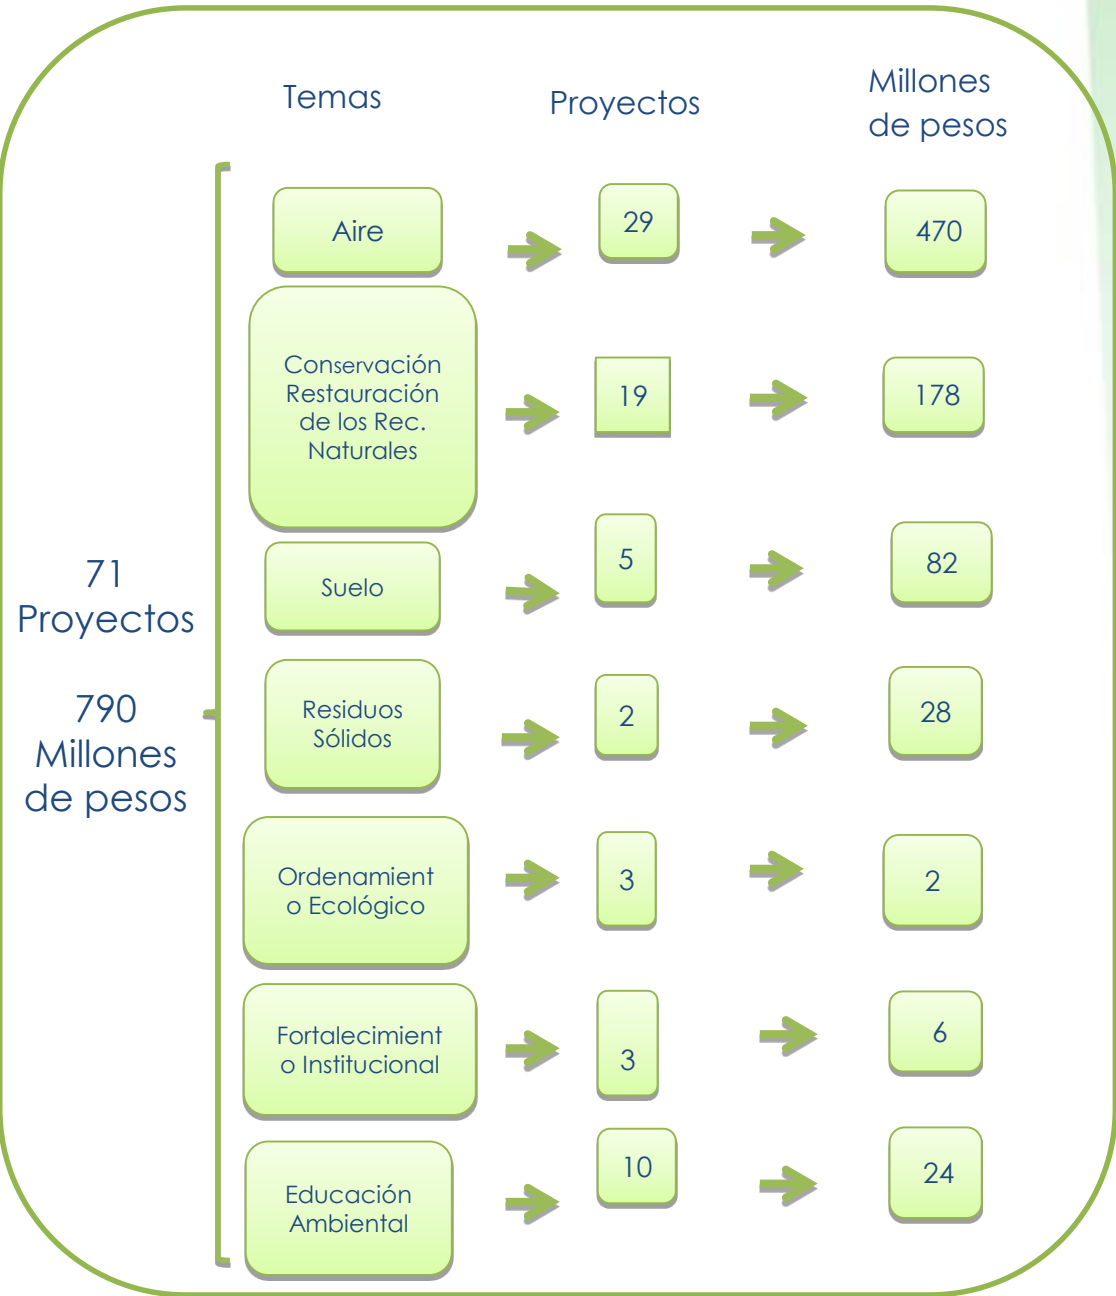 Temas
Proyectos
Millones
de pesos
71
Proyectos
790
Millones
de pesos
Aire
29
470
Conservación
Restauración
de los Rec.
Naturales
19
178
Suelo
5
82
Residuos
Sólidos
2
28
Ordenamient
o Ecológico
3
2
Fortalecimient
o Institucional
3
6
Educación
Ambiental
10
24